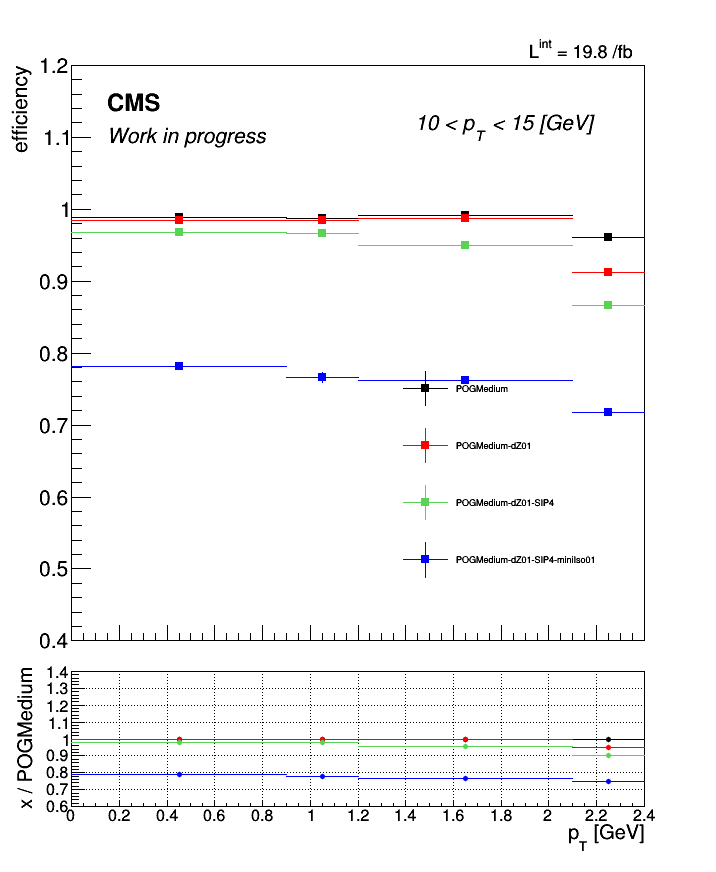 L^int = 19.8 /fb
efficiency
1.2
1.1
1
0.9
0.8
0.7
0.6
0.5
0.4
CMS
Work in progress
10 < p_T < 15 [GeV]
POGMedium
POGMedium-dZ01
POGMedium-dZ01-SIP4
POGMedium-dZ01-SIP4-miniIso01
x / POGMedium
1.4
1.3
1.2
1.1
1
0.9
0.8
0.7
0.6
0 0.2 0.4 0.6 0.8 1 1.2 1.4 1.6 1.8 2 2.2 2.4
p_T [GeV]